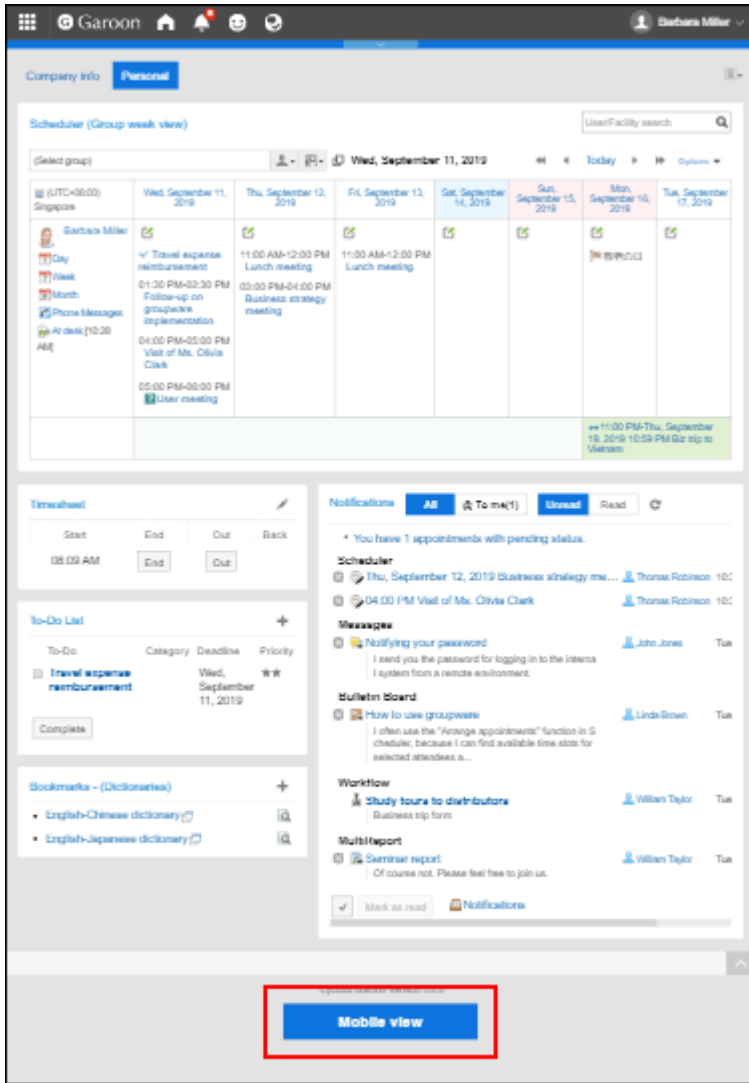 Garoon
Barbara Miller
Company info
Personal
Scheduler (Group week view)
User/Facility search
(Select group)
Wed, September 11, 2019
Today
Options
(UTC+08:00)
Singapore
Wed, September 11,
2019
Thu, September 12,
2019
Fri, September 13,
2019
Sat, September
14, 2019
Sun,
September 15,
2019
Mon,
September 16,
2019
Tue, September
17, 2019
Barbara Miller
Day
Week
Month
Phone Messages
At desk [10:28
AM]
Travel expense
reimbursement
01:30 PM-02:30 PM
Follow-up on
groupware
implementation
04:00 PM-05:00 PM
Visit of Ms. Olivia
Clark
05:00 PM-06:00 PM
User meeting
11:00 AM-12:00 PM
Lunch meeting
03:00 PM-04:00 PM
Business strategy
meeting
11:00 AM-12:00 PM
Lunch meeting
11:00 PM-Thu, September
19, 2019 10:59 PM Biz trip to
Vietnam
Timesheet
Start End Out Back
08:09 AM End Out
To-Do List
To-Do Category Deadline Priority
Travel expense
reimbursement
Wed,
September
11, 2019
★★
Complete
Bookmarks - (Dictionaries)
English-Chinese dictionary
English-Japanese dictionary
Notifications All To me(1) Unread Read
You have 1 appointments with pending status.
Scheduler
Thu, September 12, 2019 Business strategy me... Thomas Robinson
04:00 PM Visit of Ms. Olivia Clark Thomas Robinson
Messages
Notifying your password John Jones Tue
I send you the password for logging in to the interna
l system from a remote environment.
Bulletin Board
How to use groupware Linda Brown Tue
I often use the "Arrange appointments" function in S
cheduler, because I can find available time slots for
selected attendees a...
Workflow
Study tours to distributors William Taylor Tue
Business trip form
MultiReport
Seminar report William Taylor Tue
Of course not. Please feel free to join us.
Mark as read Notifications
Mobile view